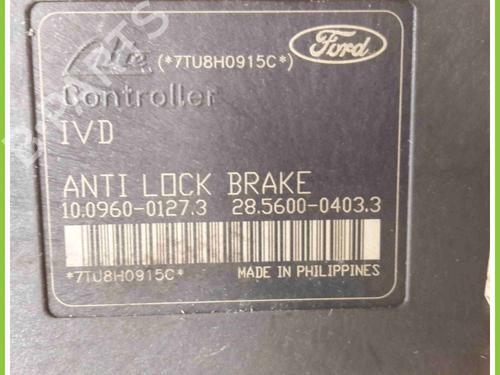 Ate (*7TU8H0915C*) Ford
Controller
IVD
ANTI LOCK BRAKE
10.0960-0127.3 28.5600-0403.3
*7TU8H0915C* MADE IN PHILIPPINES